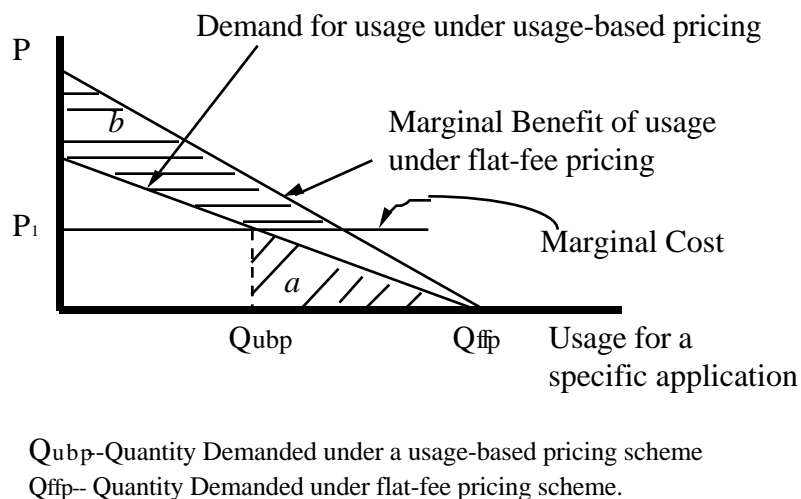 Demand for usage under usage-based pricing
P
b
Marginal Benefit of usage
under flat-fee pricing
P1
Marginal Cost
a
Qubp
Qffp
Usage for a
specific application
Qubp--Quantity Demanded under a usage-based pricing scheme
Qffp-- Quantity Demanded under flat-fee pricing scheme.